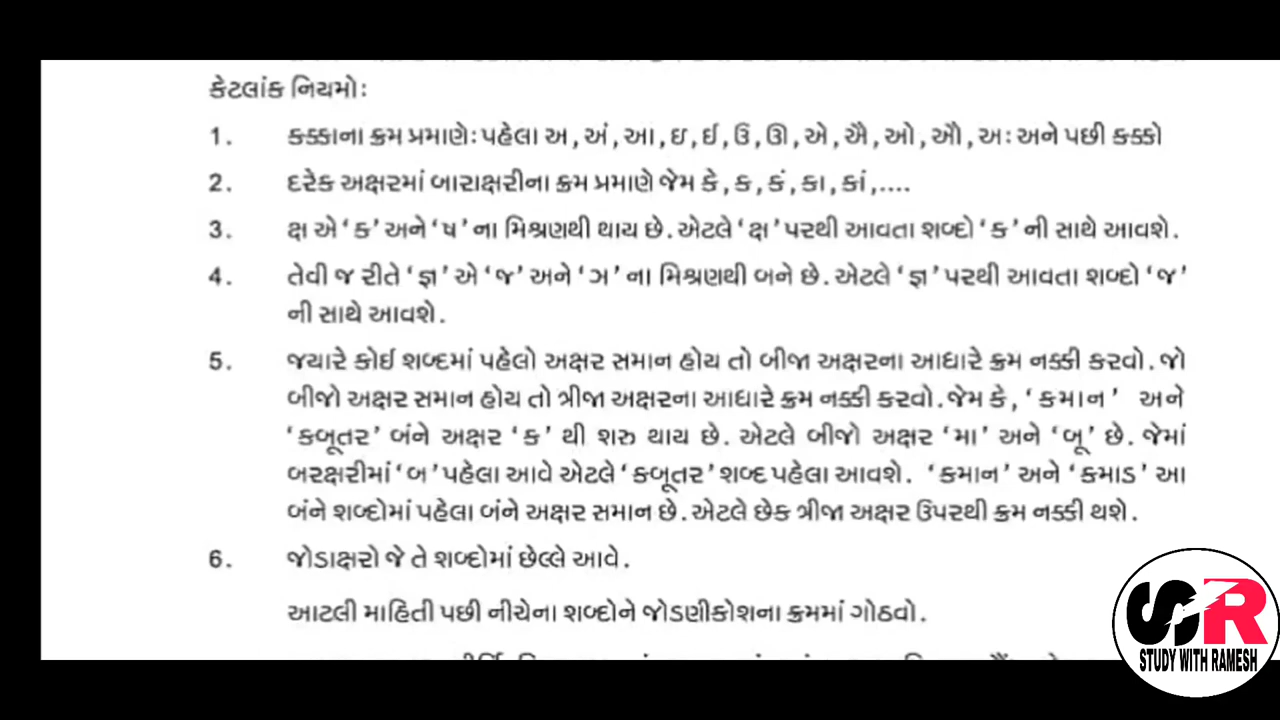 કેટલાંક નિયમો:
1. કક્કાના ક્રમ પ્રમાણે: પહેલા અ, અં, આ, ઇ, ઈ, ઉ, ઊ, એ, ઐ, ઓ, ઔ, અઃ અને પછી કક્કો
2. દરેક અક્ષરમાં બારાક્ષરીના ક્રમ પ્રમાણે જેમ કે, ક, કં, કા, કાં,....
3. ક્ષ એ ‘ક’ અને ‘ષ’ ના મિશ્રણથી થાય છે. એટલે ‘ક્ષ’ પરથી આવતા શબ્દો ‘ક’ ની સાથે આવશે.
4. તેવી જ રીતે ‘જ્ઞ’ એ ‘જ’ અને ‘ઞ’ ના મિશ્રણથી બને છે. એટલે ‘જ્ઞ’ પરથી આવતા શબ્દો ‘જ’
ની સાથે આવશે.
5. જ્યારે કોઈ શબ્દમાં પહેલો અક્ષર સમાન હોય તો બીજા અક્ષરના આધારે ક્રમ નક્કી કરવો. જો
બીજો અક્ષર સમાન હોય તો ત્રીજા અક્ષરના આધારે ક્રમ નક્કી કરવો. જેમ કે, ‘કમાન’ અને
‘કબૂતર’ બંને અક્ષર ‘ક’ થી શરુ થાય છે. એટલે બીજો અક્ષર ‘મા’ અને ‘બૂ’ છે. જેમાં
બરક્ષરીમાં ‘બ’ પહેલા આવે એટલે ‘કબૂતર’ શબ્દ પહેલા આવશે. ‘કમાન’ અને ‘કમાડ’ આ
બંને શબ્દોમાં પહેલા બંને અક્ષર સમાન છે. એટલે છેક ત્રીજા અક્ષર ઉપરથી ક્રમ નક્કી થશે.
6. જોડાક્ષરો જે તે શબ્દોમાં છેલ્લે આવે.
આટલી માહિતી પછી નીચેના શબ્દોને જોડણીકોશના ક્રમમાં ગોઠવો.
SR
STUDY WITH RAMESH